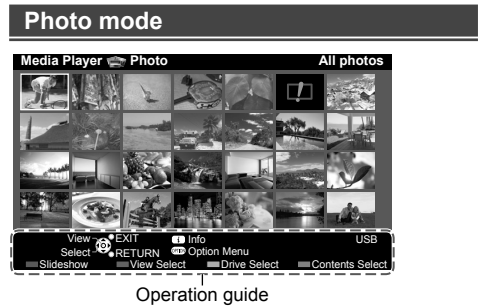 Photo mode
Media Player Photo All photos
View EXIT i Info USB
Select RETURN Option Menu
Slideshow View Select Drive Select Contents Select
Operation guide